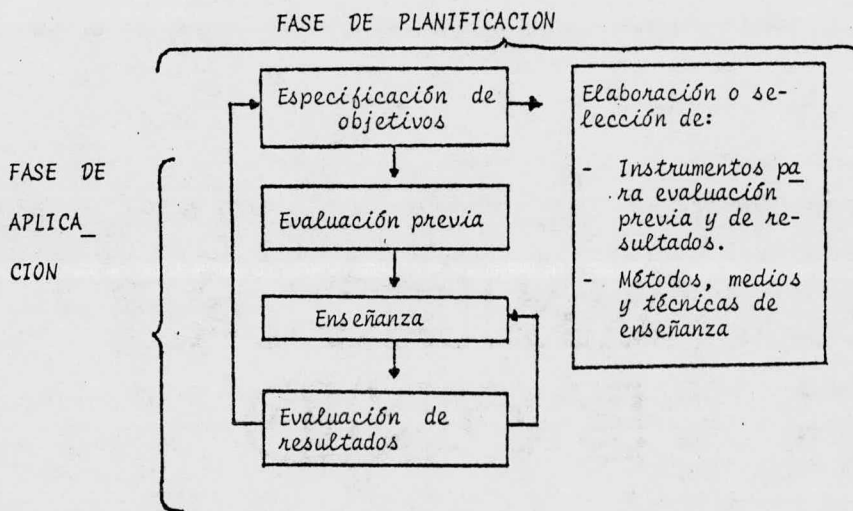 FASE DE PLANIFICACION
Especificación de
objetivos
Elaboración o se-
lección de:
- Instrumentos pa
ra evaluación
previa y de re-
sultados.
- Métodos, medios
y técnicas de
enseñanza
FASE DE
APLICA_
CION
Evaluación previa
Enseñanza
Evaluación de
resultados